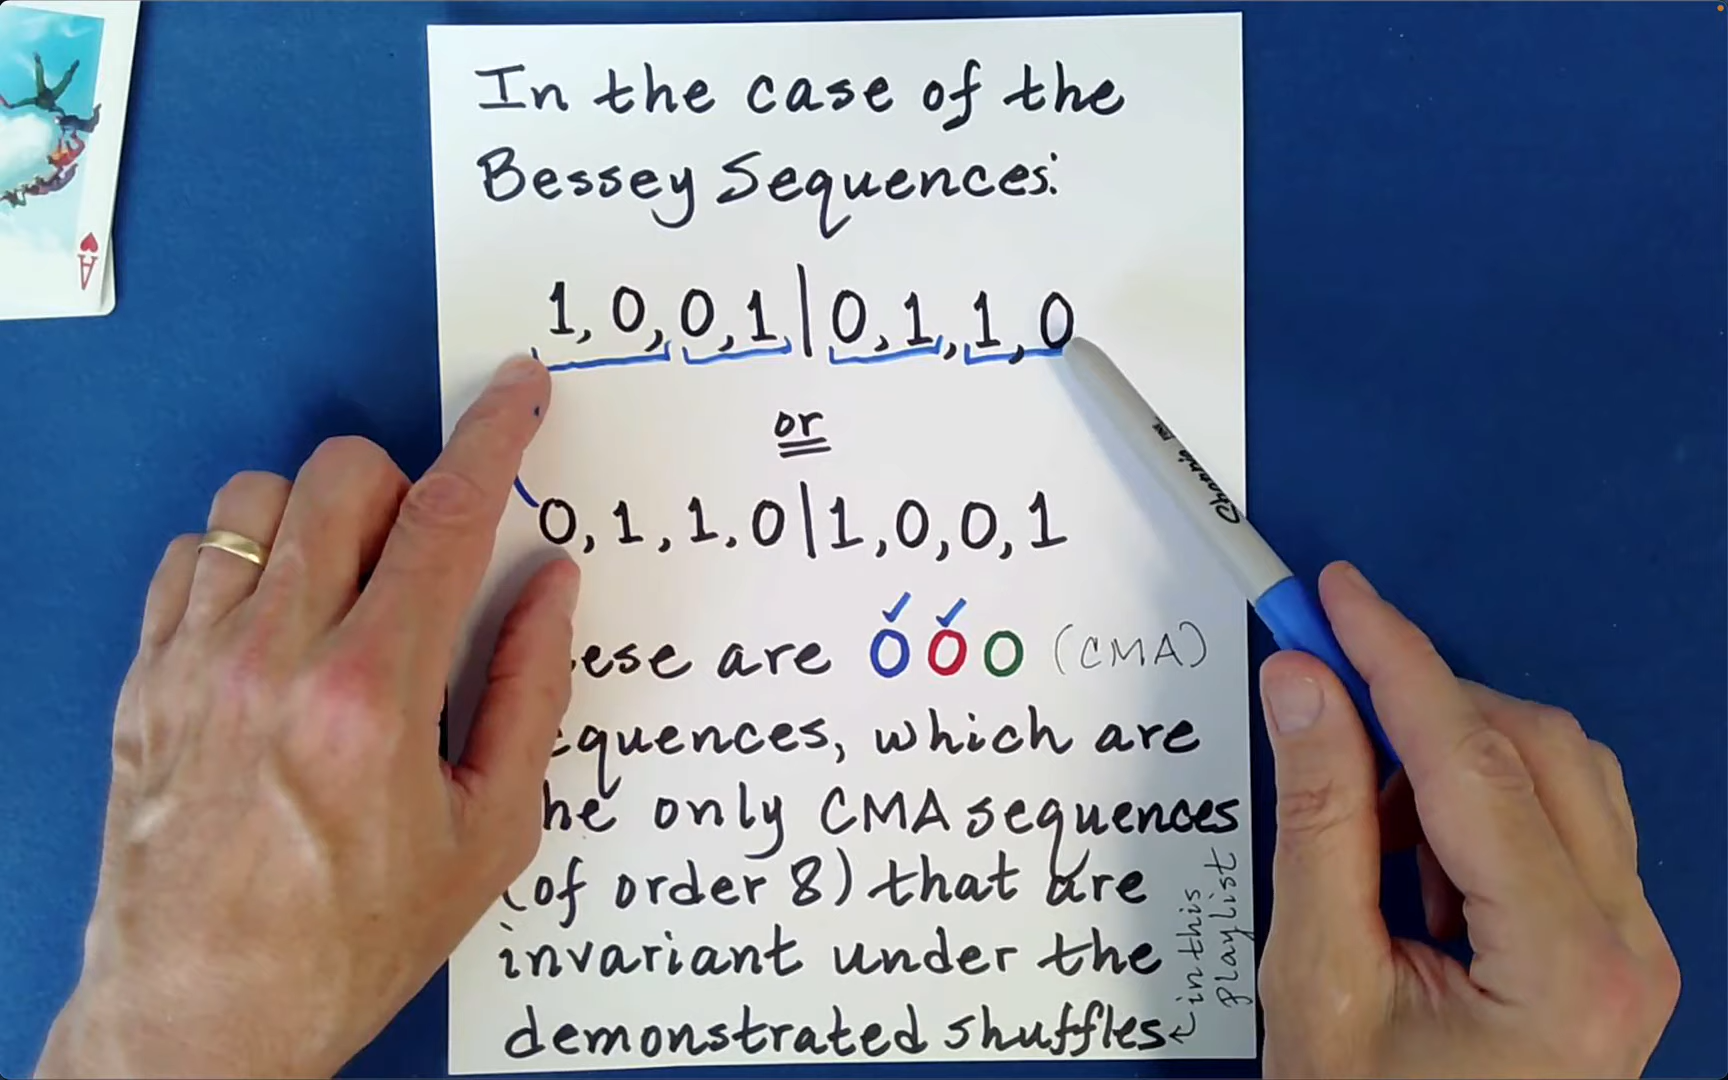 In the case of the
Bessey Sequences:
1, 0, 0, 1 | 0, 1, 1, 0
or
0, 1, 1, 0 | 1, 0, 0, 1
ese are O O O (CMA)
equences, which are
he only CMA sequences
(of order 8) that are
invariant under the
demonstrated shuffles
← in this
playlist
A
Sharpie